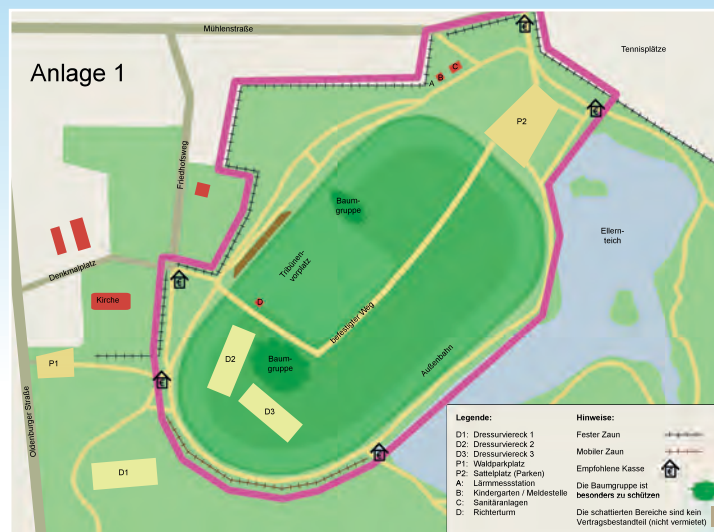 Mühlenstraße
Tennisplätze
Anlage 1
A
B
C
P2
Friedhofsweg
Baum-
gruppe
Ellern-
teich
Tribünen-
vorplatz
Denkmalplatz
Kirche
D
befestigter Weg
D2
Baum-
gruppe
Außenbahn
P1
D3
Oldenburger Straße
D1
Legende:
D1: Dressurviereck 1
D2: Dressurviereck 2
D3: Dressurviereck 3
P1: Waldparkplatz
P2: Sattelplatz (Parken)
A: Lärmmessstation
B: Kindergarten / Meldestelle
C: Sanitäranlagen
D: Richterturm
Hinweise:
Fester Zaun
Mobiler Zaun
Empfohlene Kasse
Die Baumgruppe ist
besonders zu schützen
Die schattierten Bereiche sind kein
Vertragsbestandteil (nicht vemietet)